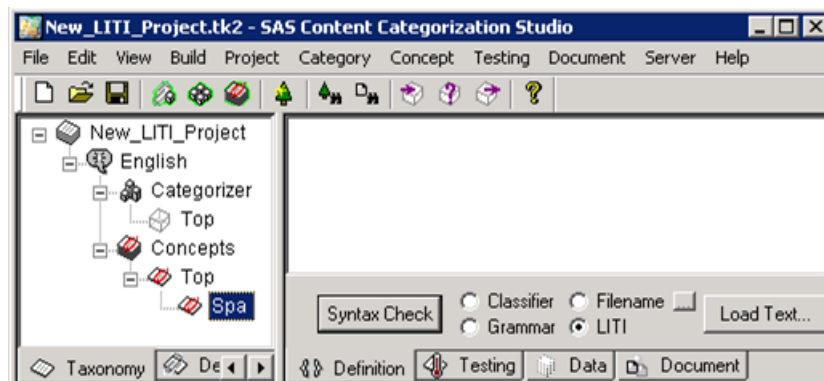 New_LITI_Project.tk2 - SAS Content Categorization Studio
File Edit View Build Project Category Concept Testing Document Server Help
New_LITI_Project
English
Categorizer
Top
Concepts
Top
Spa
Syntax Check
Classifier Filename ...
Grammar LITI
Load Text...
Taxonomy De
Definition Testing Data Document